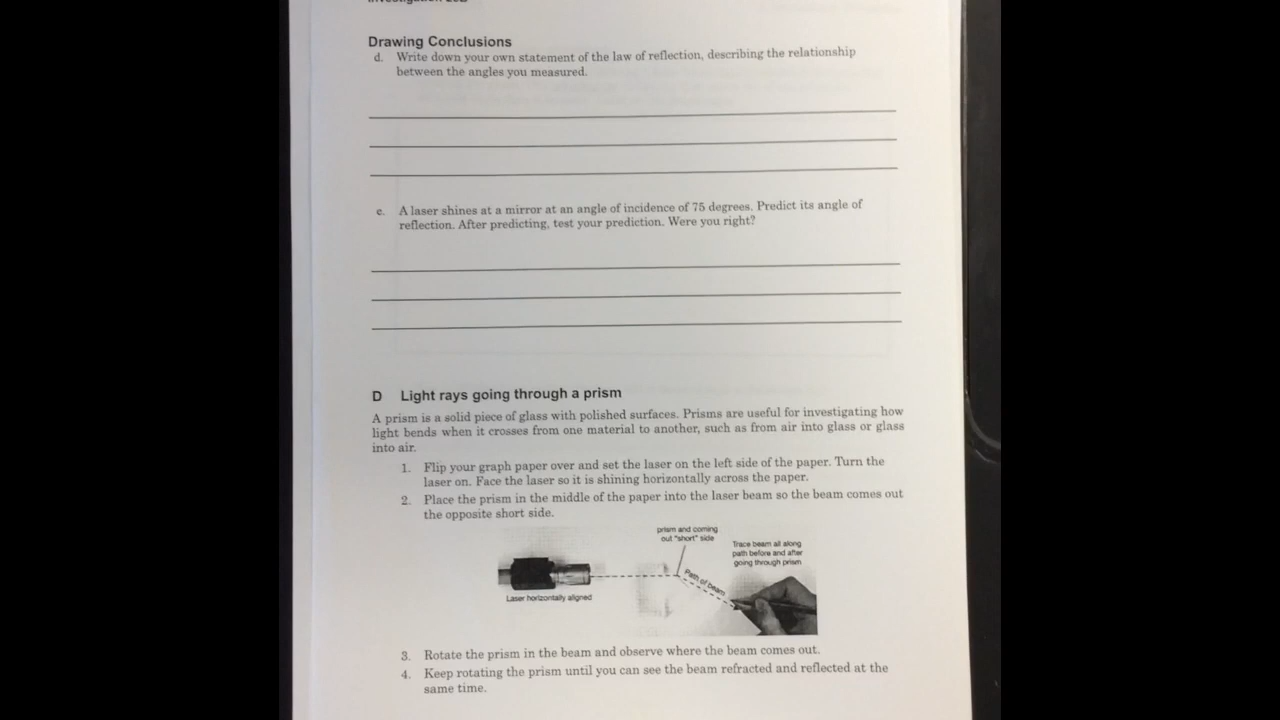 Drawing Conclusions
d. Write down your own statement of the law of reflection, describing the relationship
between the angles you measured.
e. A laser shines at a mirror at an angle of incidence of 75 degrees. Predict its angle of
reflection. After predicting, test your prediction. Were you right?
D Light rays going through a prism
A prism is a solid piece of glass with polished surfaces. Prisms are useful for investigating how
light bends when it crosses from one material to another, such as from air into glass or glass
into air.
1. Flip your graph paper over and set the laser on the left side of the paper. Turn the
laser on. Face the laser so it is shining horizontally across the paper.
2. Place the prism in the middle of the paper into the laser beam so the beam comes out
the opposite short side.
prism and coming
out "short" side
Trace beam all along
path before and after
going through prism
Path of beam
Laser horizontally aligned
3. Rotate the prism in the beam and observe where the beam comes out.
4. Keep rotating the prism until you can see the beam refracted and reflected at the
same time.